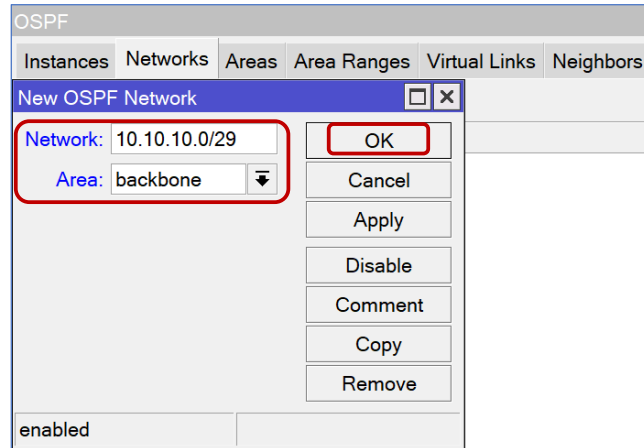 OSPF
Instances Networks Areas Area Ranges Virtual Links Neighbors
New OSPF Network
Network: 10.10.10.0/29
OK
Area: backbone
Cancel
Apply
Disable
Comment
Copy
Remove
enabled